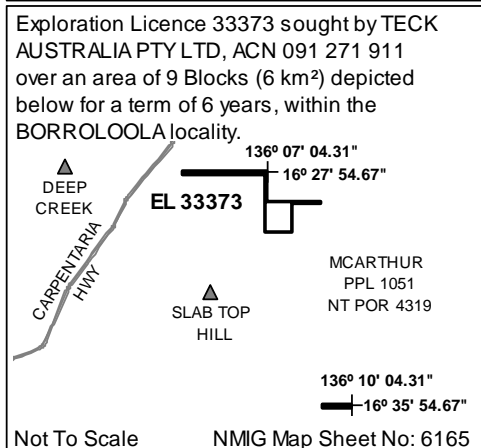 Exploration Licence 33373 sought by TECK
AUSTRALIA PTY LTD, ACN 091 271 911
over an area of 9 Blocks (6 km²) depicted
below for a term of 6 years, within the
BORROLOOLA locality.
136º 07' 04.31"
16º 27' 54.67"
DEEP
CREEK
EL 33373
CARPENTARIA
HWY
SLAB TOP
HILL
MCARTHUR
PPL 1051
NT POR 4319
136º 10' 04.31"
16º 35' 54.67"
Not To Scale NMIG Map Sheet No: 6165